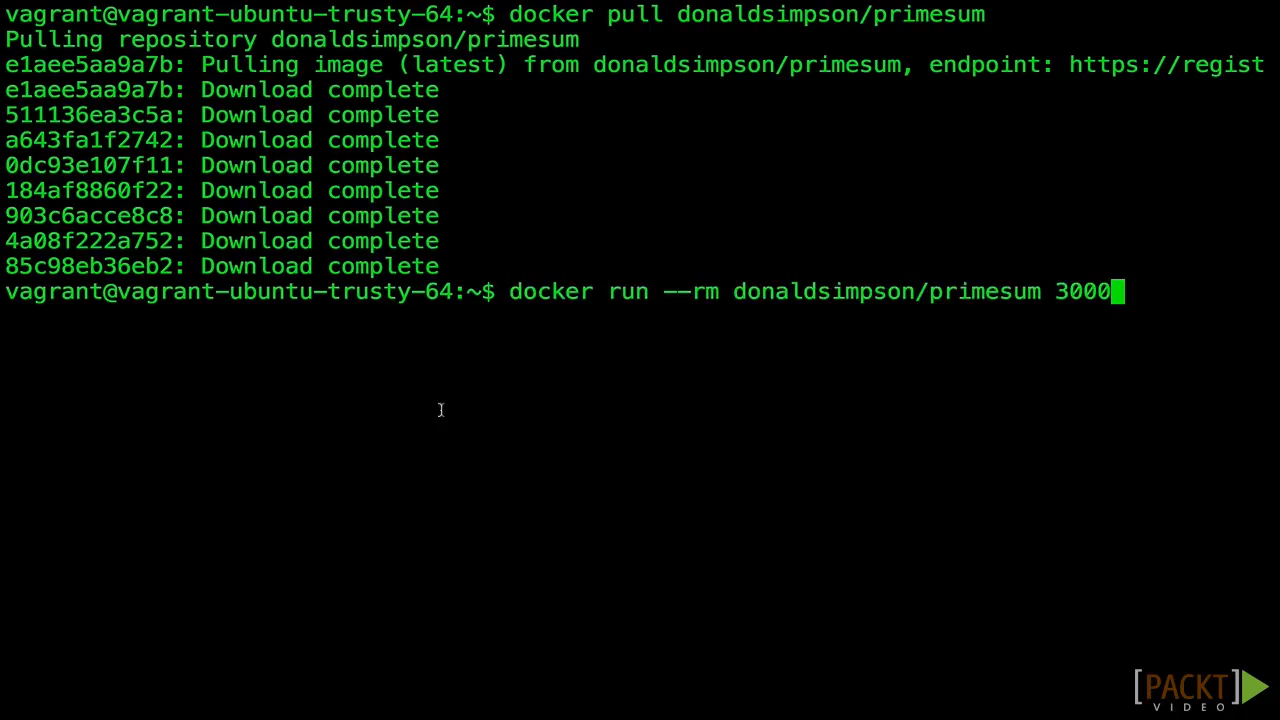 vagrant@vagrant-ubuntu-trusty-64:~$ docker pull donaldsimpson/primesum
Pulling repository donaldsimpson/primesum
e1aee5aa9a7b: Pulling image (latest) from donaldsimpson/primesum, endpoint: https://regist
e1aee5aa9a7b: Download complete
511136ea3c5a: Download complete
a643fa1f2742: Download complete
0dc93e107f11: Download complete
184af8860f22: Download complete
903c6acce8c8: Download complete
4a08f222a752: Download complete
85c98eb36eb2: Download complete
vagrant@vagrant-ubuntu-trusty-64:~$ docker run --rm donaldsimpson/primesum 3000
[PACKT]
VIDEO